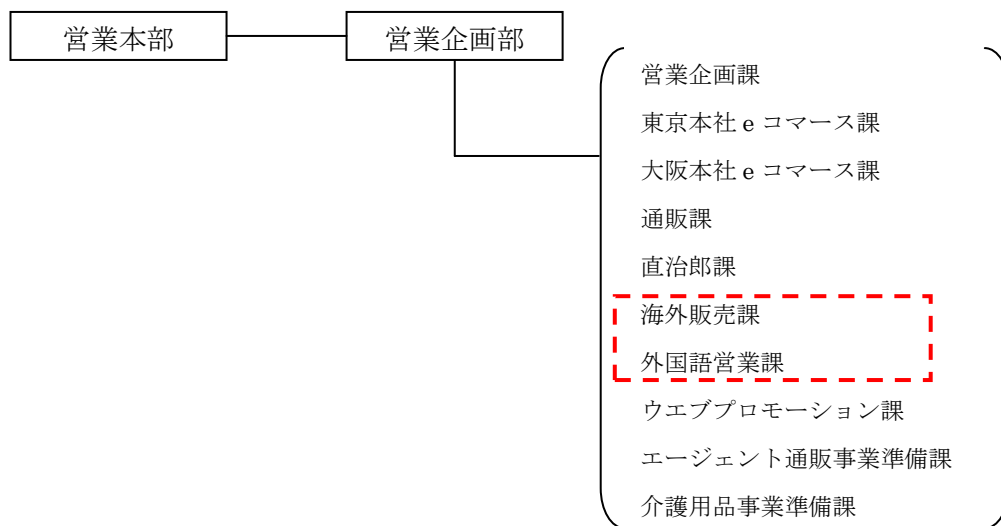 営業本部
営業企画部
営業企画課
東京本社 e コマース課
大阪本社 e コマース課
通販課
直治郎課
海外販売課
外国語営業課
ウエブプロモーション課
エージェント通販事業準備課
介護用品事業準備課